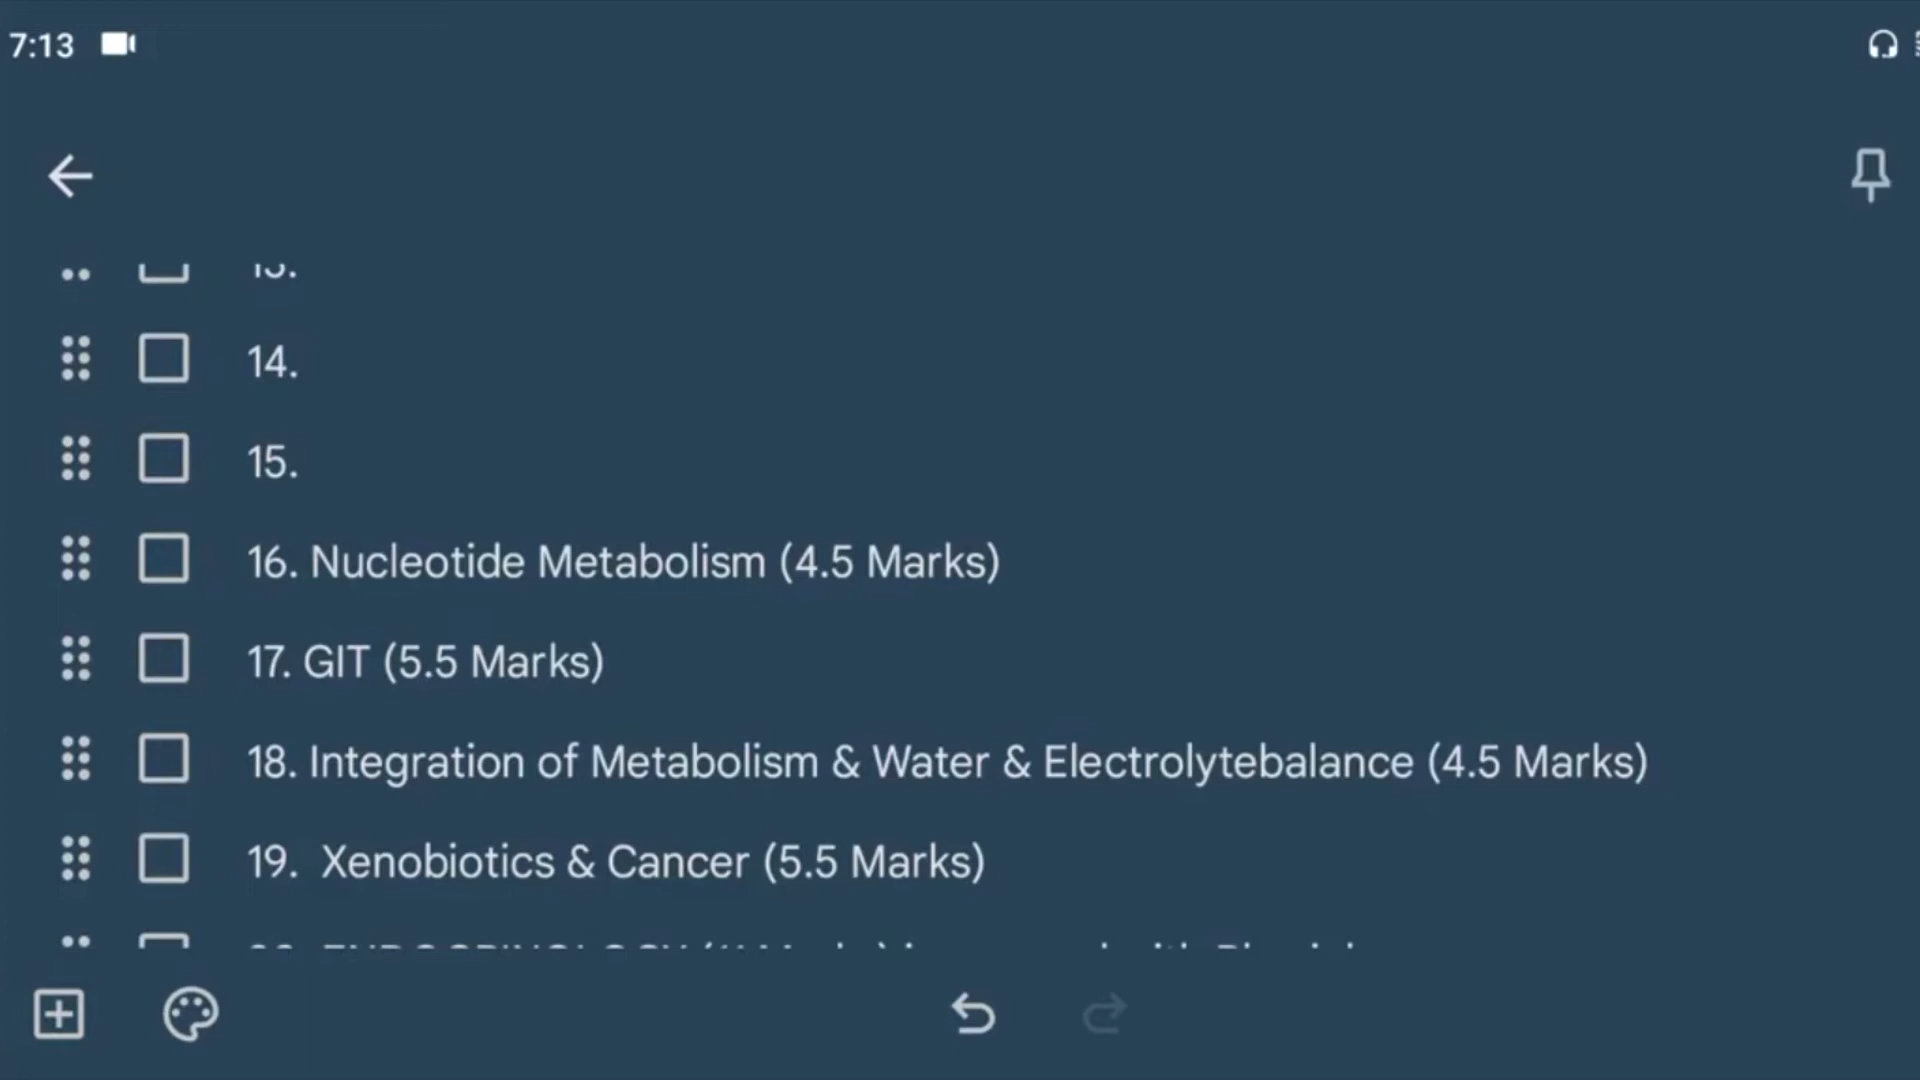 7:13
14.
15.
16. Nucleotide Metabolism (4.5 Marks)
17. GIT (5.5 Marks)
18. Integration of Metabolism & Water & Electrolytebalance (4.5 Marks)
19.  Xenobiotics & Cancer (5.5 Marks)